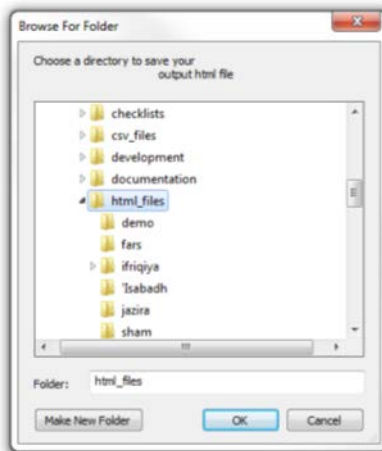 Browse For Folder
Choose a directory to save your
output html file
checklists
csv_files
development
documentation
html_files
demo
fars
ifriqiya
'Isabadh
jazira
sham
Folder: html_files
Make New Folder OK Cancel